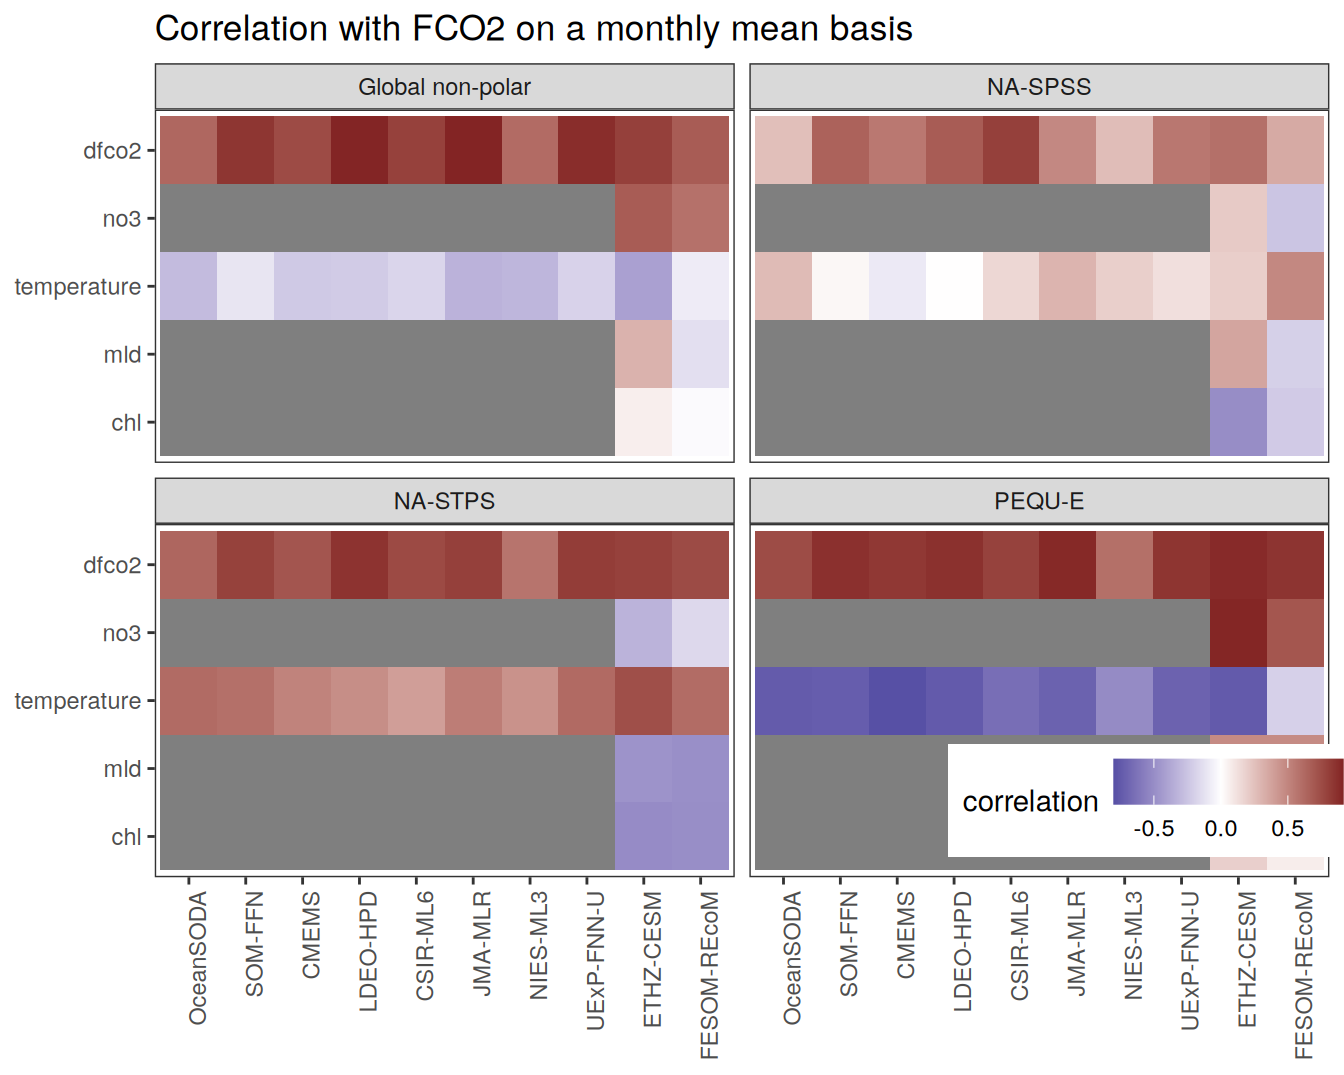 Correlation with FCO2 on a monthly mean basis
Global non-polar
NA-SPSS
dfco2
no3
temperature
mld
chl
NA-STPS
PEQU-E
dfco2
no3
temperature
mld
chl
correlation
-0.5 0.0 0.5
OceanSODA
SOM-FFN
CMEMS
LDEO-HPD
CSIR-ML6
JMA-MLR
NIES-ML3
UExP-FNN-U
ETHZ-CESM
FESOM-REcoM
OceanSODA
SOM-FFN
CMEMS
LDEO-HPD
CSIR-ML6
JMA-MLR
NIES-ML3
UExP-FNN-U
ETHZ-CESM
FESOM-REcoM